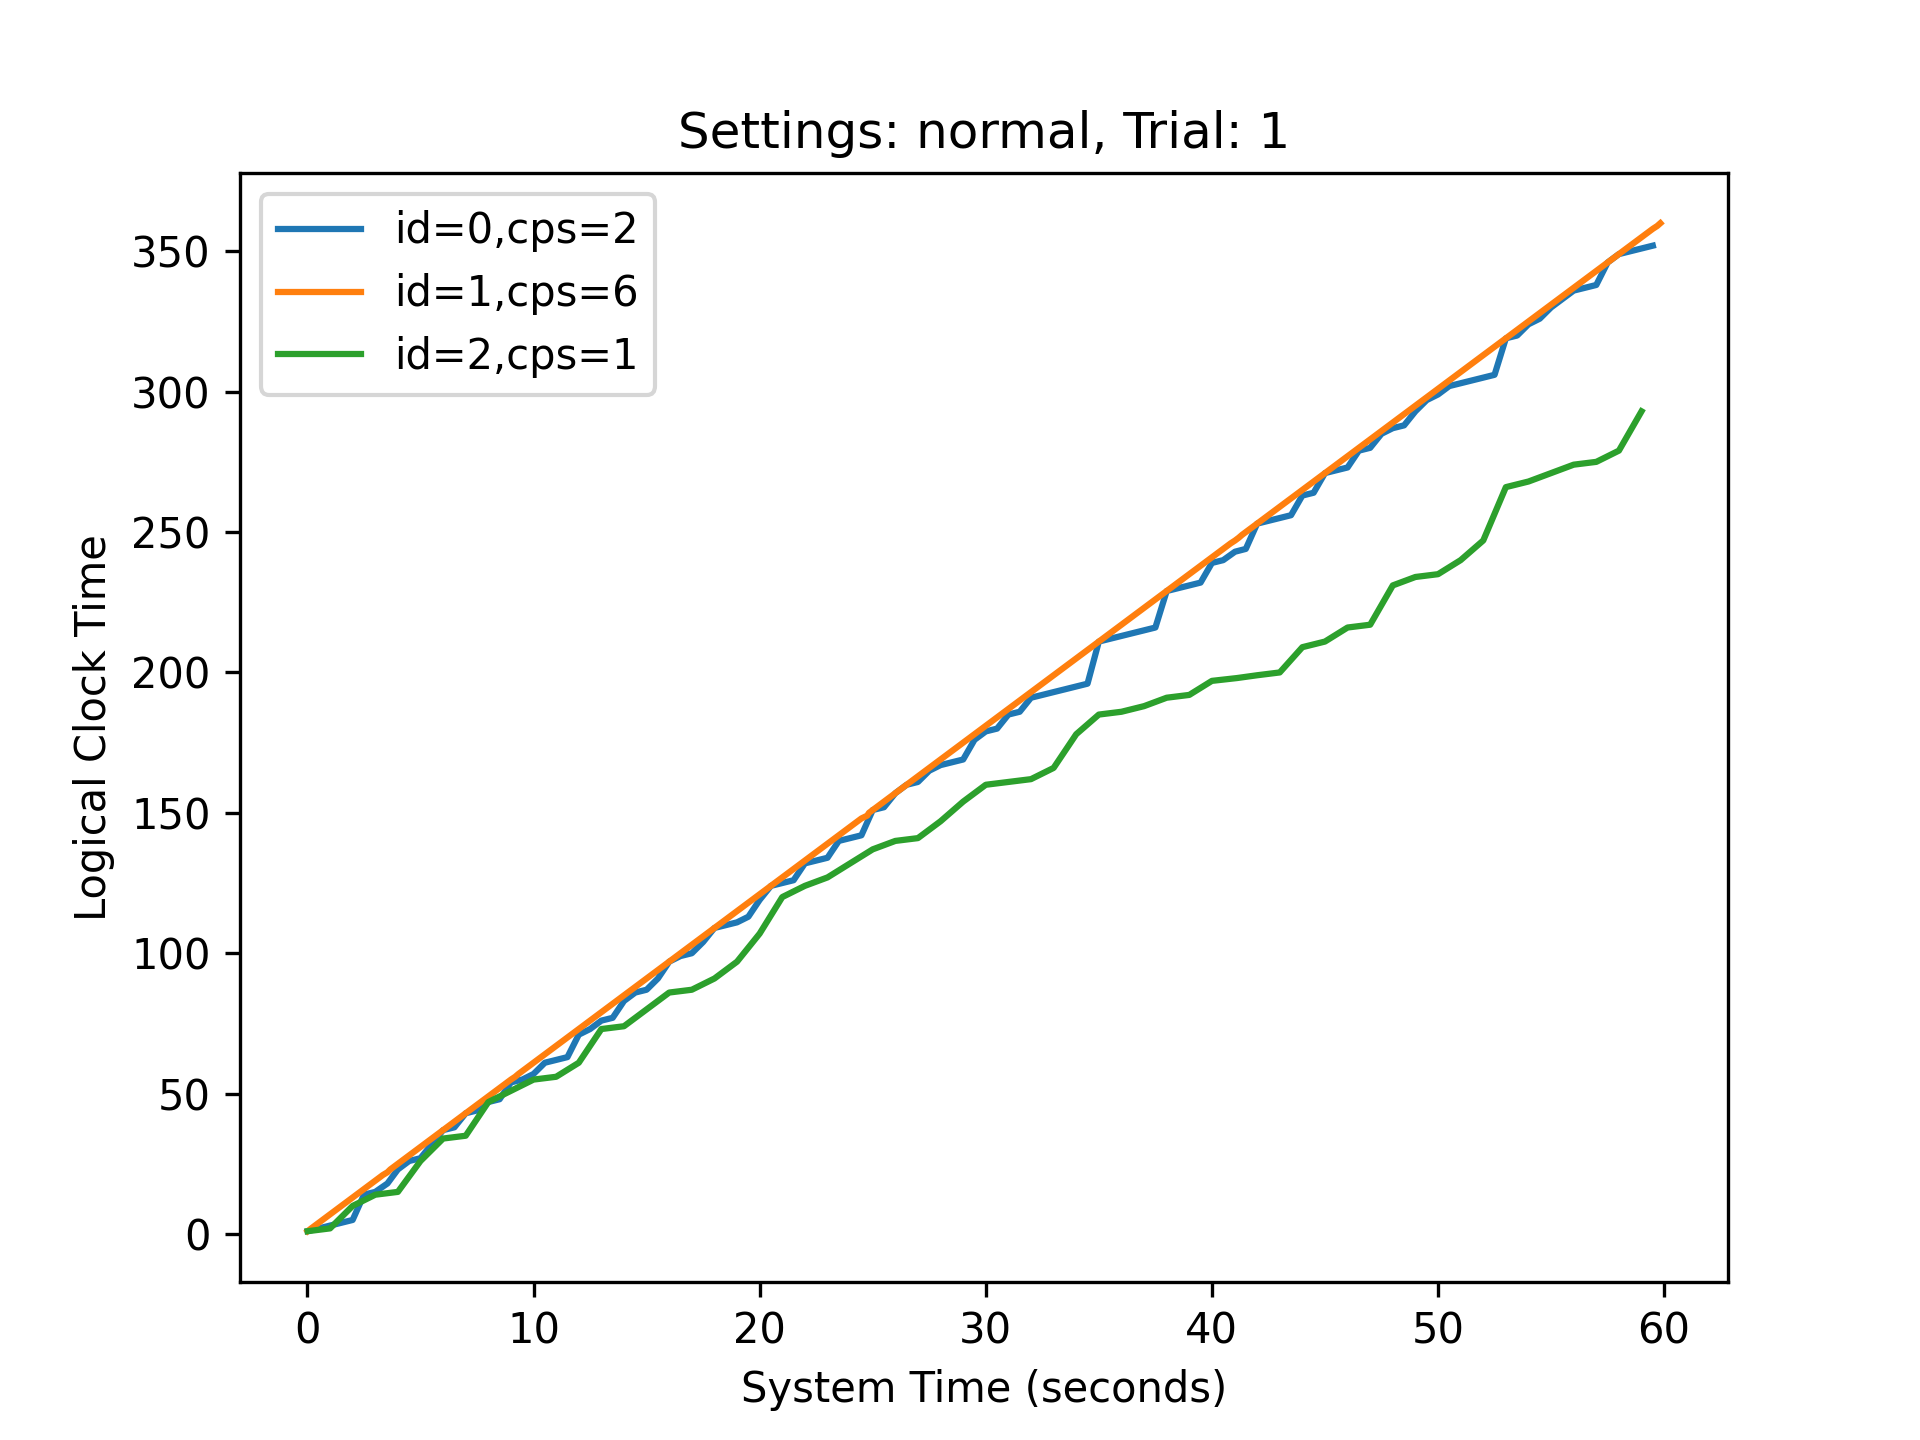 Settings: normal, Trial: 1
id=0,cps=2
id=1,cps=6
id=2,cps=1
Logical Clock Time
350
300
250
200
150
100
50
0
0 10 20 30 40 50 60
System Time (seconds)